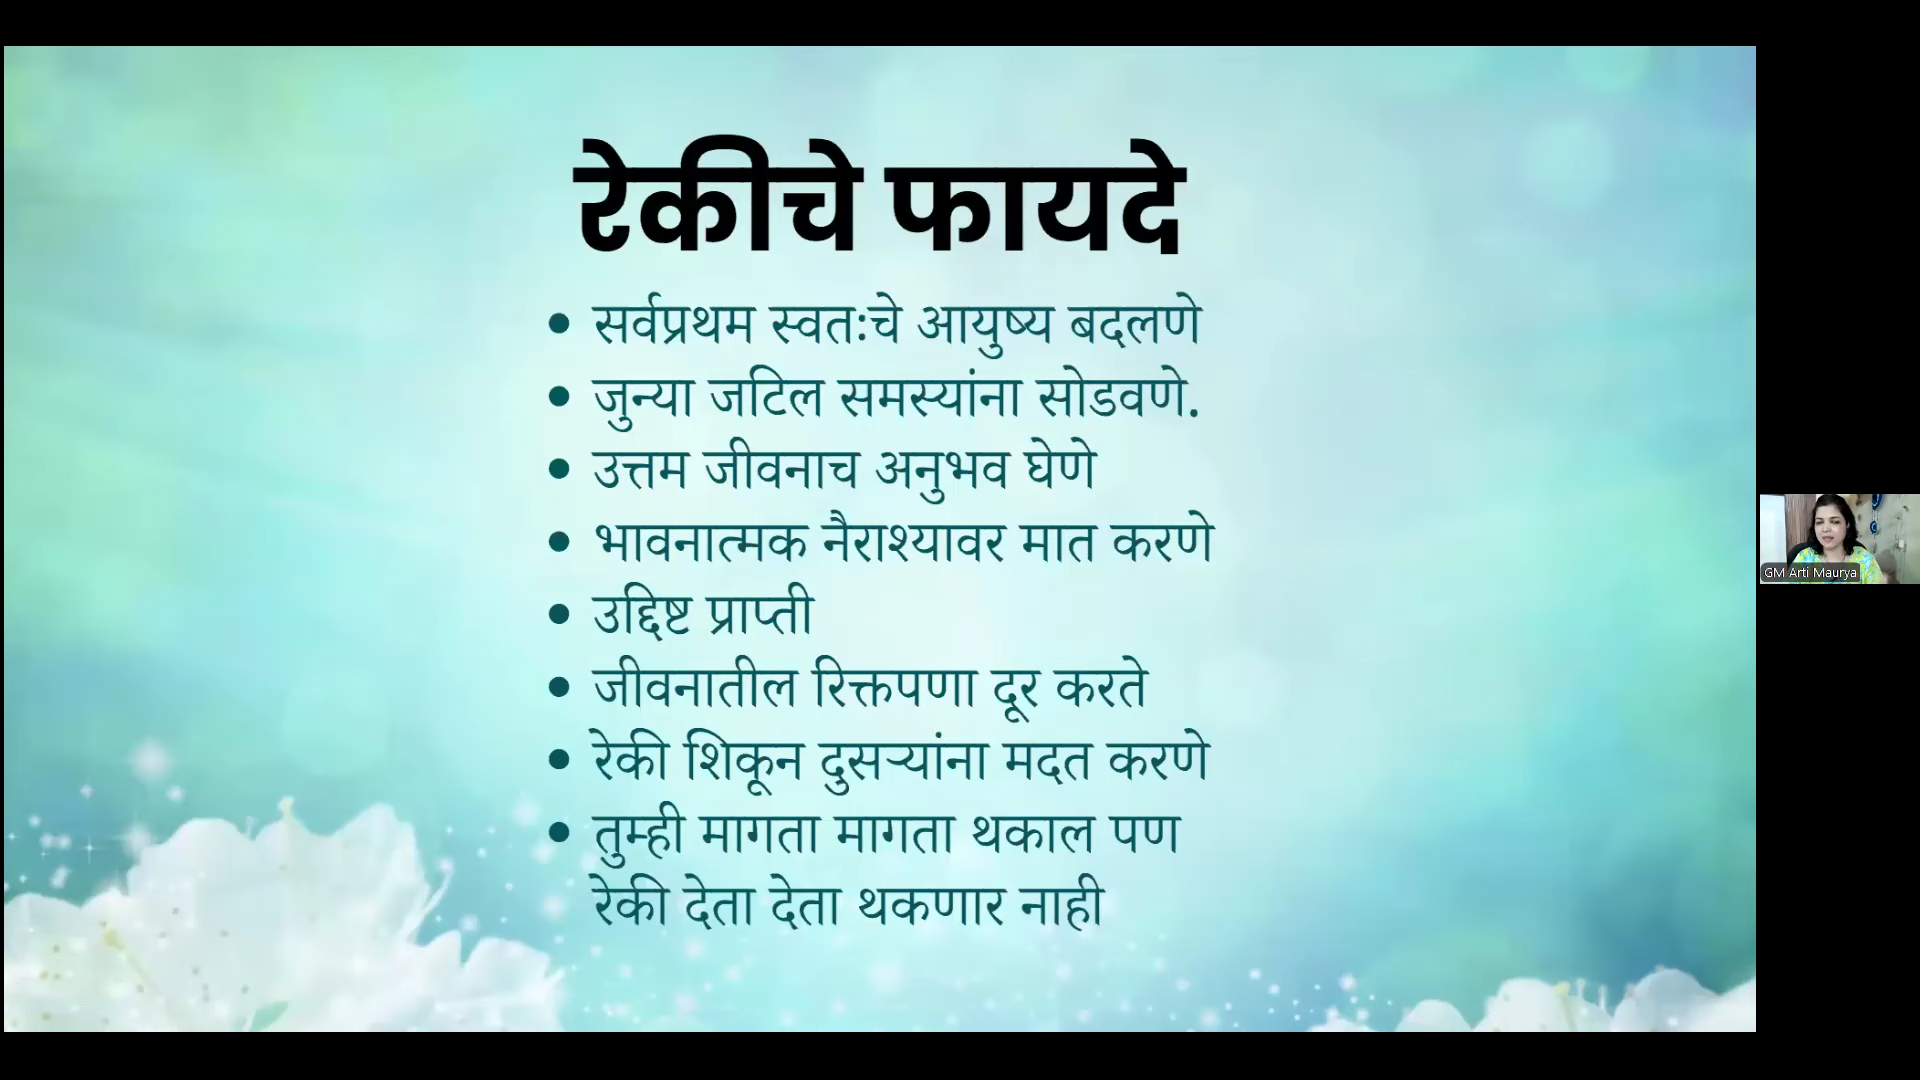 रेकीचे फायदे
• सर्वप्रथम स्वतःचे आयुष्य बदलणे
• जुन्या जटिल समस्यांना सोडवणे.
• उत्तम जीवनाच अनुभव घेणे
• भावनात्मक नैराश्यावर मात करणे
• उद्दिष्ट प्राप्ती
• जीवनातील रिक्तपणा दूर करते
• रेकी शिकून दुसऱ्यांना मदत करणे
• तुम्ही मागता मागता थकाल पण
रेकी देता देता थकणार नाही
GM Arti Maurya